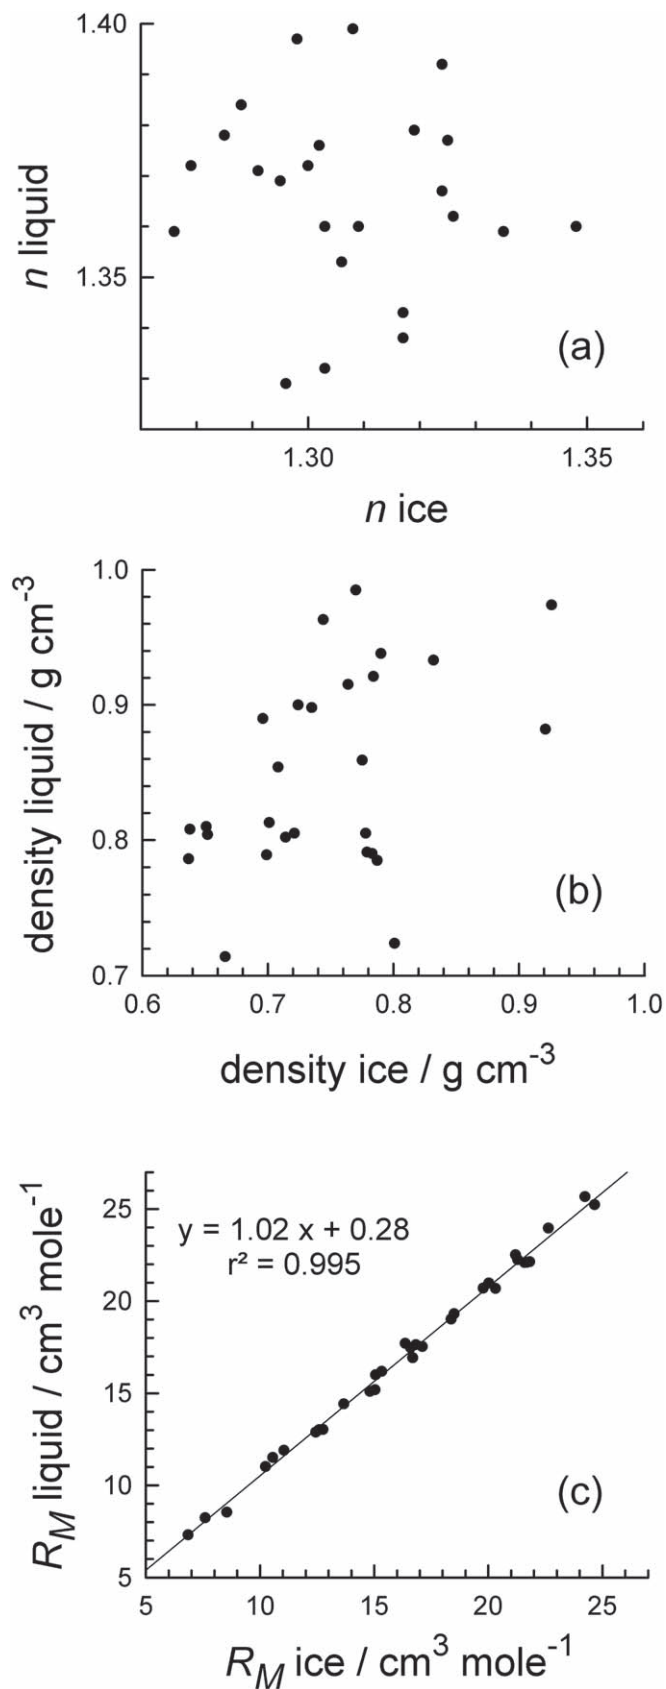 1.40
n liquid
1.35
(a)
1.30 1.35
n ice
1.0
density liquid / g cm⁻³
0.9
0.8
(b)
0.7
0.6 0.7 0.8 0.9 1.0
density ice / g cm⁻³
R_M liquid / cm³ mole⁻¹
25
y = 1.02 x + 0.28
r² = 0.995
20
15
10
(c)
5
5 10 15 20 25
R_M ice / cm³ mole⁻¹